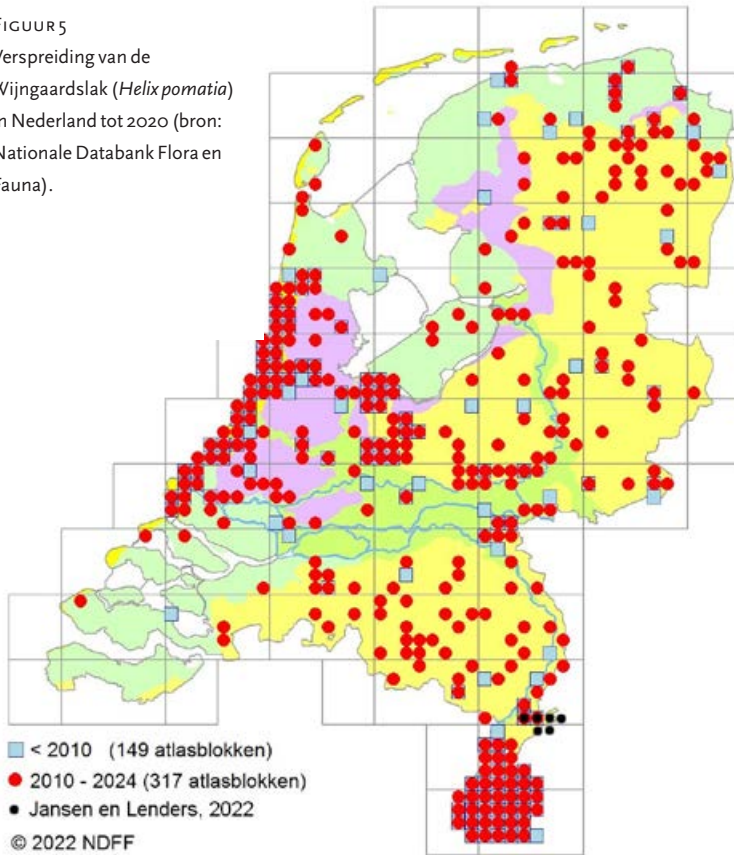 FIGUUR 5
Verspreiding van de
Wijngaardslak (Helix pomatia)
in Nederland tot 2020 (bron:
Nationale Databank Flora en
Fauna).
< 2010 (149 atlasblokken)
2010 - 2024 (317 atlasblokken)
Jansen en Lenders, 2022
© 2022 NDFF